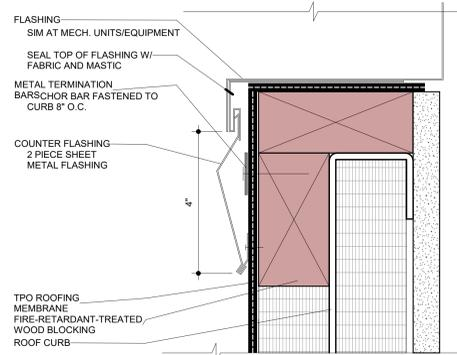 FLASHING
SIM AT MECH. UNITS/EQUIPMENT
SEAL TOP OF FLASHING W/
FABRIC AND MASTIC
METAL TERMINATION
BARSCHOR BAR FASTENED TO
CURB 8" O.C.
COUNTER FLASHING
2 PIECE SHEET
METAL FLASHING
4"
TPO ROOFING
MEMBRANE
FIRE-RETARDANT-TREATED
WOOD BLOCKING
ROOF CURB